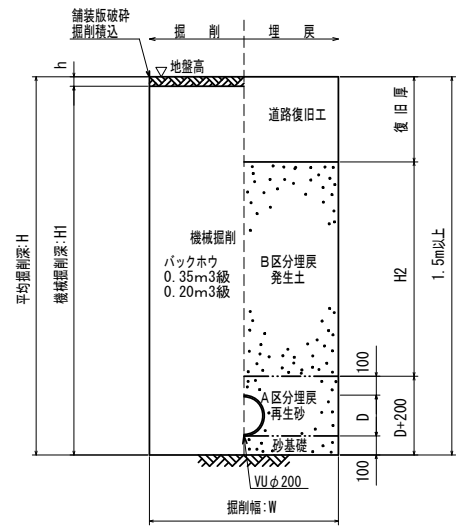 舗装版破砕
掘削積込
掘 削
埋 戻
h
地盤高
道路復旧工
復旧厚
平均掘削深:H
機械掘削深:H1
機械掘削
バックホウ
0.35m3級
0.20m3級
B区分埋戻
発生土
H2
1.5m以上
100
A区分埋戻
再生砂
D
D+200
砂基礎
100
VUφ200
掘削幅:W